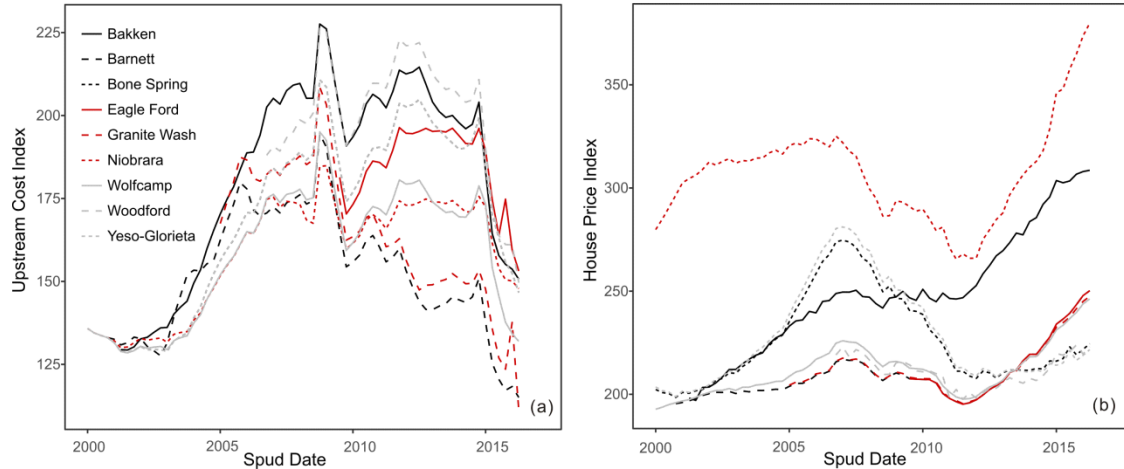 Upstream Cost Index
225
200
175
150
125
Bakken
Barnett
Bone Spring
Eagle Ford
Granite Wash
Niobrara
Wolfcamp
Woodford
Yeso-Glorieta
(a)
2000 2005 2010 2015
Spud Date
House Price Index
350
300
250
200
(b)
2000 2005 2010 2015
Spud Date